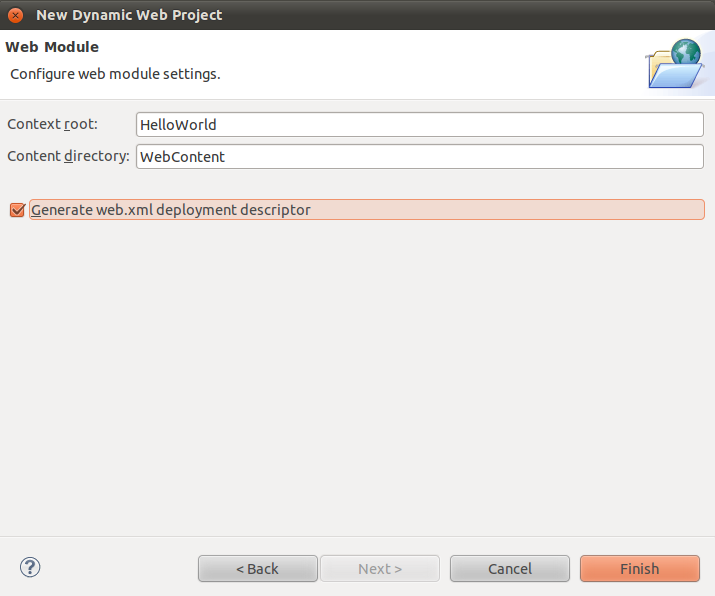 New Dynamic Web Project
Web Module
Configure web module settings.
Context root: HelloWorld
Content directory: WebContent
Generate web.xml deployment descriptor
? < Back Next > Cancel Finish